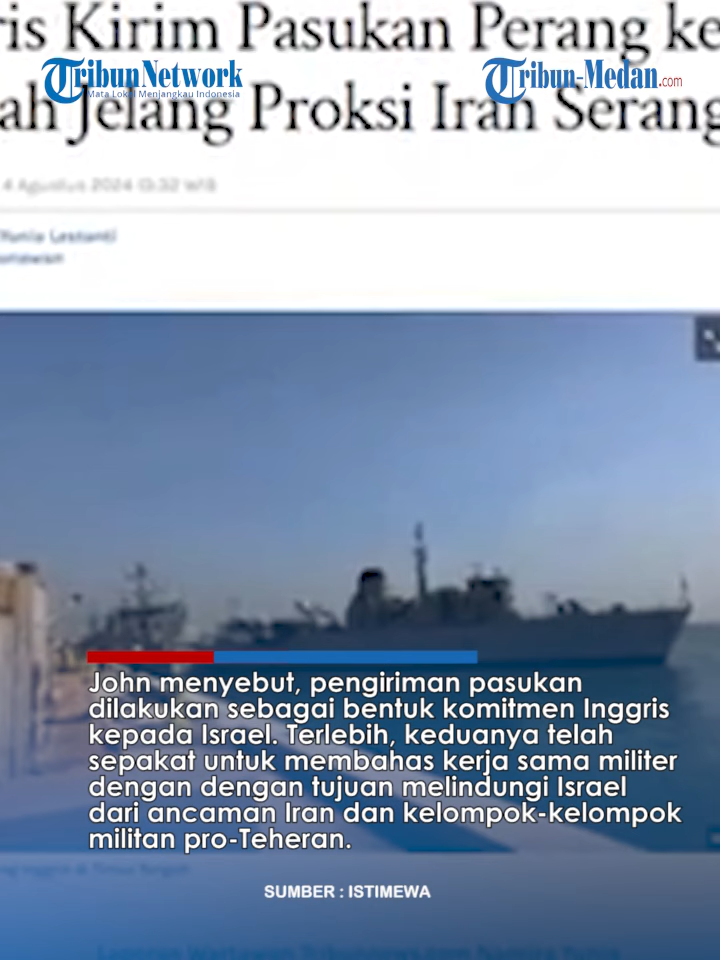 ris Kirim Pasukan Perang ke
TribunNetwork
Mata Lokal Menjangkau Indonesia
Tribun-Medan.com
ah Jelang Proksi Iran Serang
4 Agustus 2024 13:32 WIB
John menyebut, pengiriman pasukan
dilakukan sebagai bentuk komitmen Inggris
kepada Israel. Terlebih, keduanya telah
sepakat untuk membahas kerja sama militer
dengan dengan tujuan melindungi Israel
dari ancaman Iran dan kelompok-kelompok
militan pro-Teheran.
SUMBER : ISTIMEWA